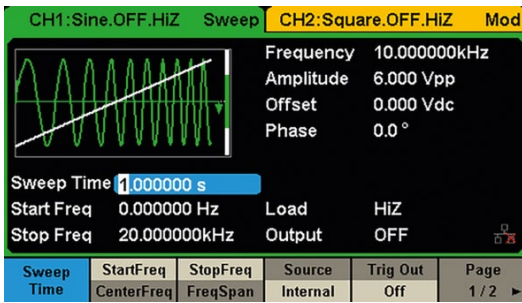 CH1:Sine.OFF.HiZ Sweep CH2:Square.OFF.HiZ Mod
Frequency 10.000000kHz
Amplitude 6.000 Vpp
Offset 0.000 Vdc
Phase 0.0 °
Sweep Time 1.000000 s
Start Freq 0.000000 Hz Load HiZ
Stop Freq 20.000000kHz Output OFF
Sweep Time StartFreq StopFreq Source Trig Out Page
CenterFreq FreqSpan Internal Off 1/2 ►